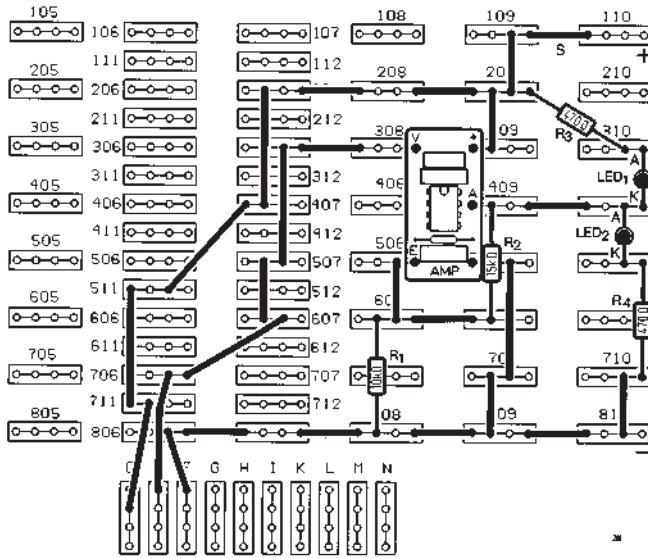 105 106 107 108 109 110
111 112 S +
205 206 208 20 210
211 212 R3 470Ω
305 306 308 V + 09 310
311 312 A LED1
405 406 407 406 A 409 K
411 412 A LED2
505 506 507 506 E R2 15kΩ K
511 512 AMP
605 606 607 60 R4 470Ω
611 612
705 706 707 R1 10kΩ 70 710
711 712
805 806 08 09 81
G H I K L M N